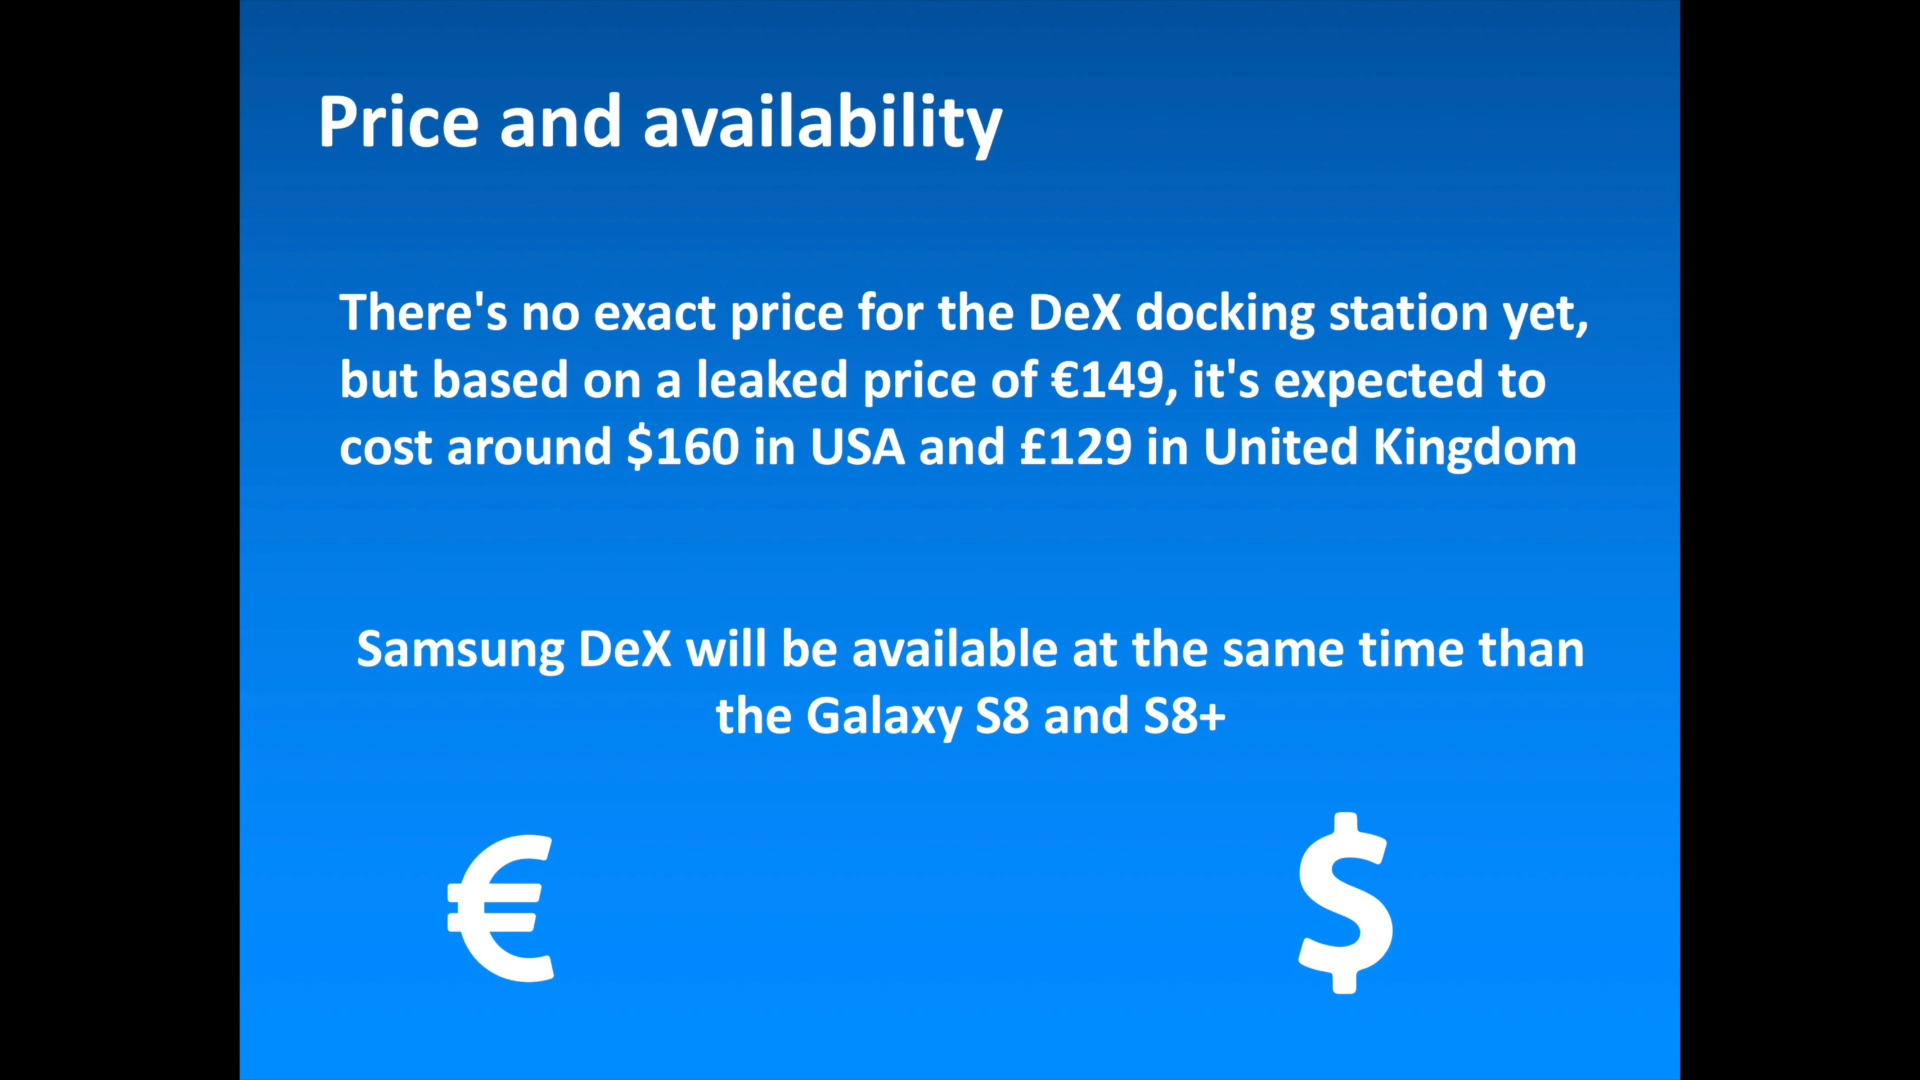 Price and availability
There's no exact price for the DeX docking station yet,
but based on a leaked price of €149, it's expected to
cost around $160 in USA and £129 in United Kingdom
Samsung DeX will be available at the same time than
the Galaxy S8 and S8+
€ $